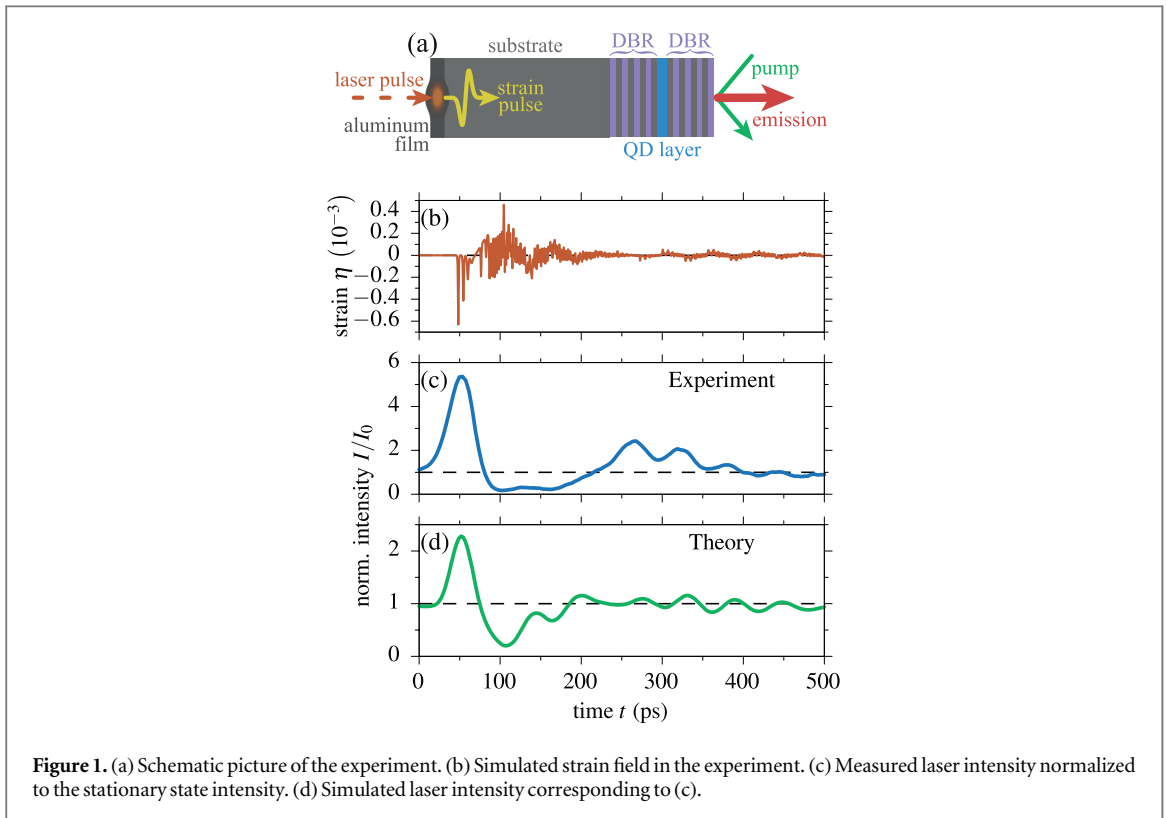 (a)
substrate
DBR DBR
laser pulse
strain
pulse
pump
emission
aluminum
film
QD layer
(b)
strain η (10⁻³)
0.4
0.2
0
−0.2
−0.4
−0.6
(c)
Experiment
6
4
2
0
norm. intensity I/I₀
(d)
Theory
2
1
0
0 100 200 300 400 500
time t (ps)
Figure 1. (a) Schematic picture of the experiment. (b) Simulated strain field in the experiment. (c) Measured laser intensity normalized
to the stationary state intensity. (d) Simulated laser intensity corresponding to (c).